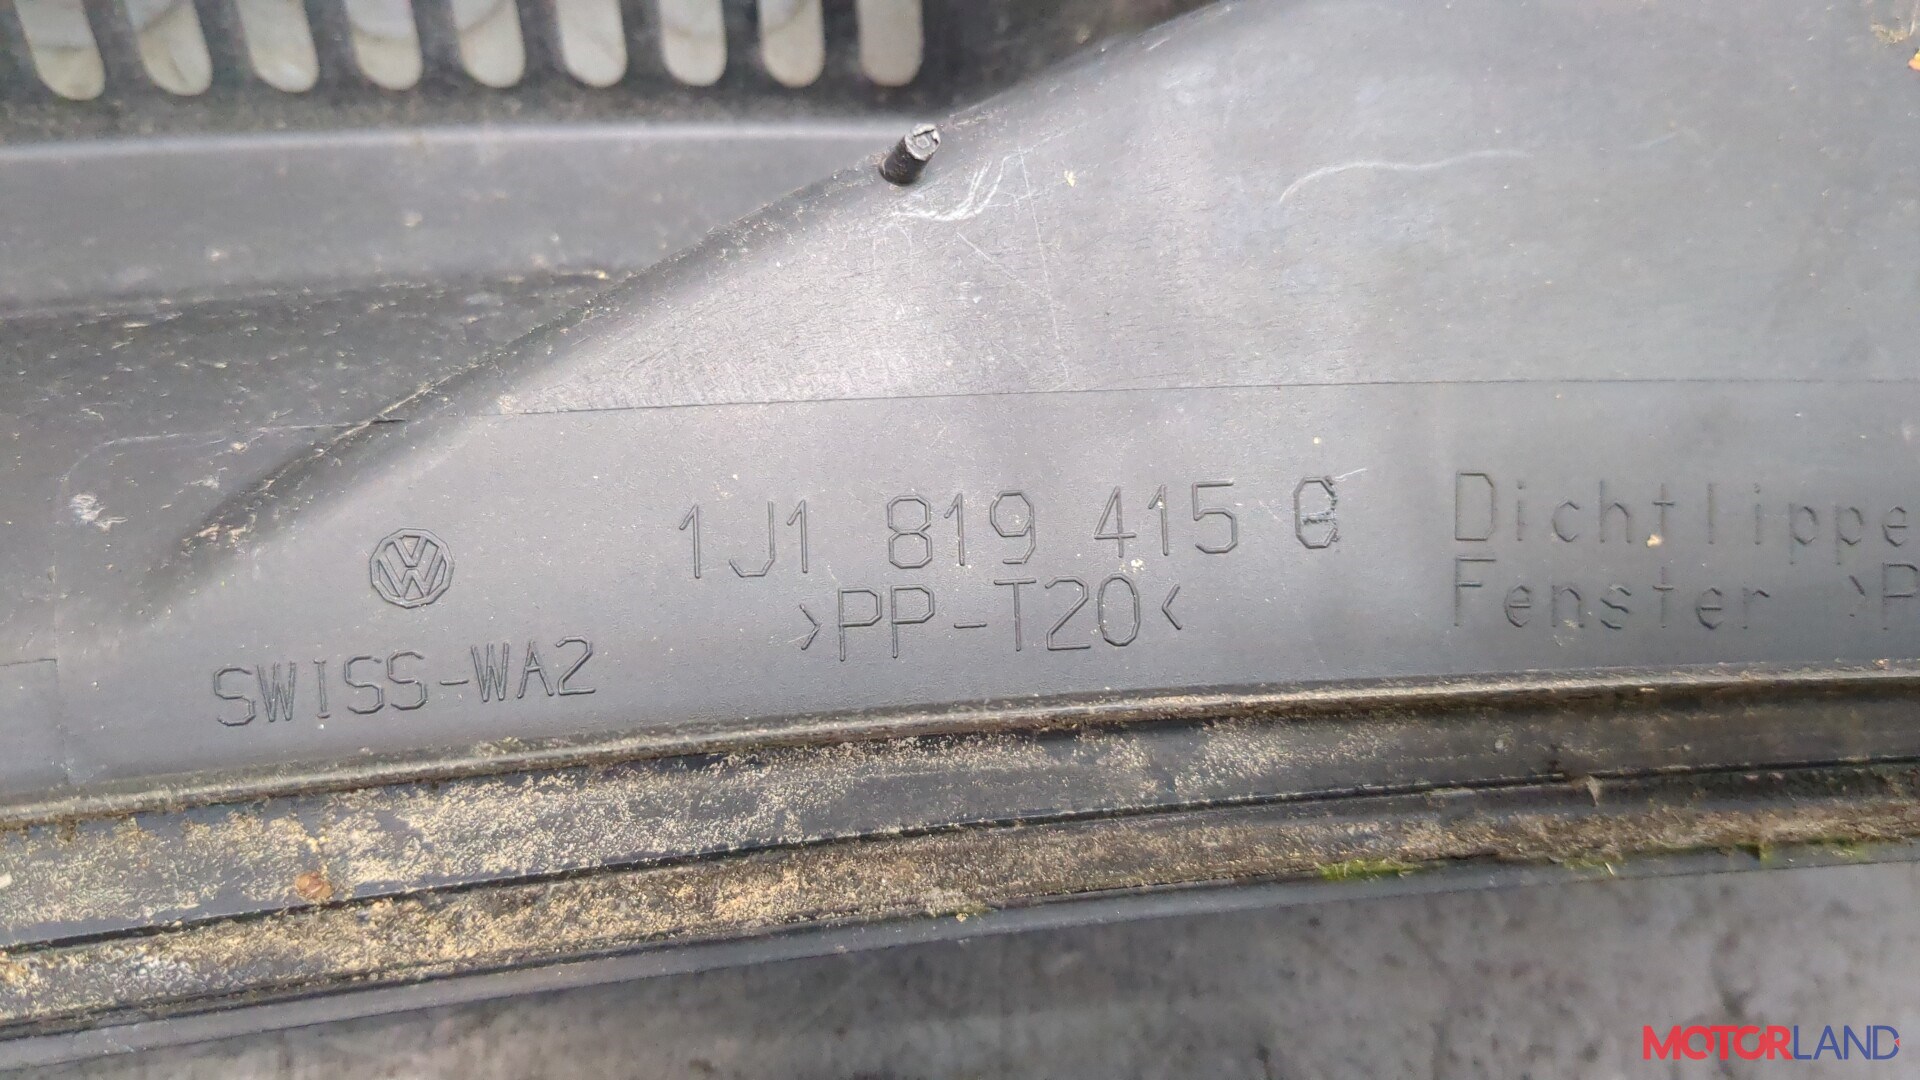 1J1 819 415
>PP-T20<
Dichtlippe
Fenster >P
SWISS-WA2
MOTORLAND